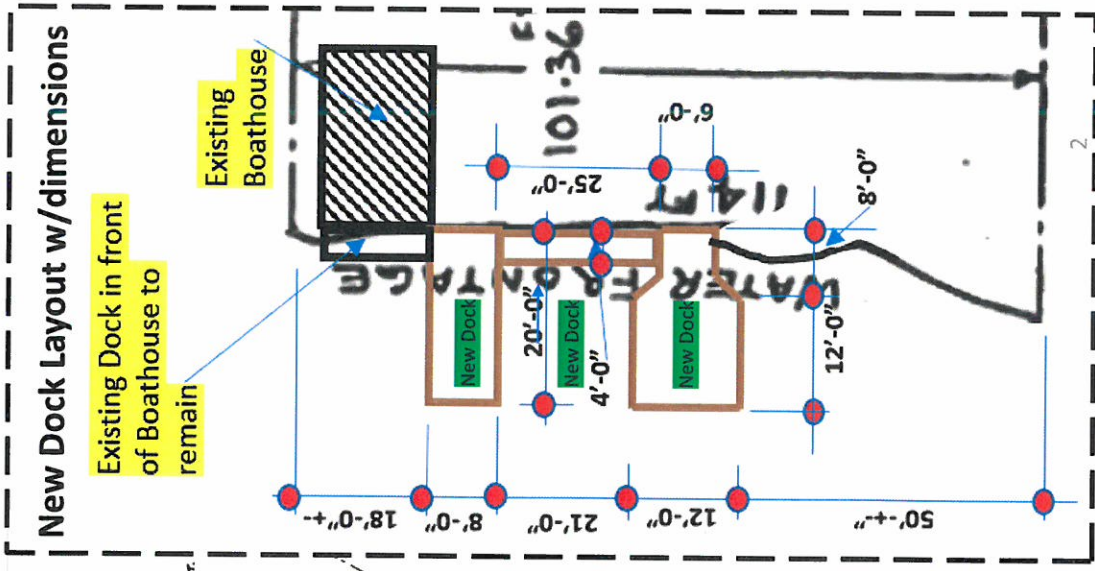 New Dock Layout w/dimensions
Existing Dock in front
of Boathouse to
remain
Existing
Boathouse
101.36
6'-0"
25'-0"
114 FT
8'-0"
WATER FRONTAGE
New Dock
20'-0"
New Dock
4'-0"
New Dock
12'-0"
18'-0"+-
8'-0"
21'-0"
12'-0"
50'-+-"
2